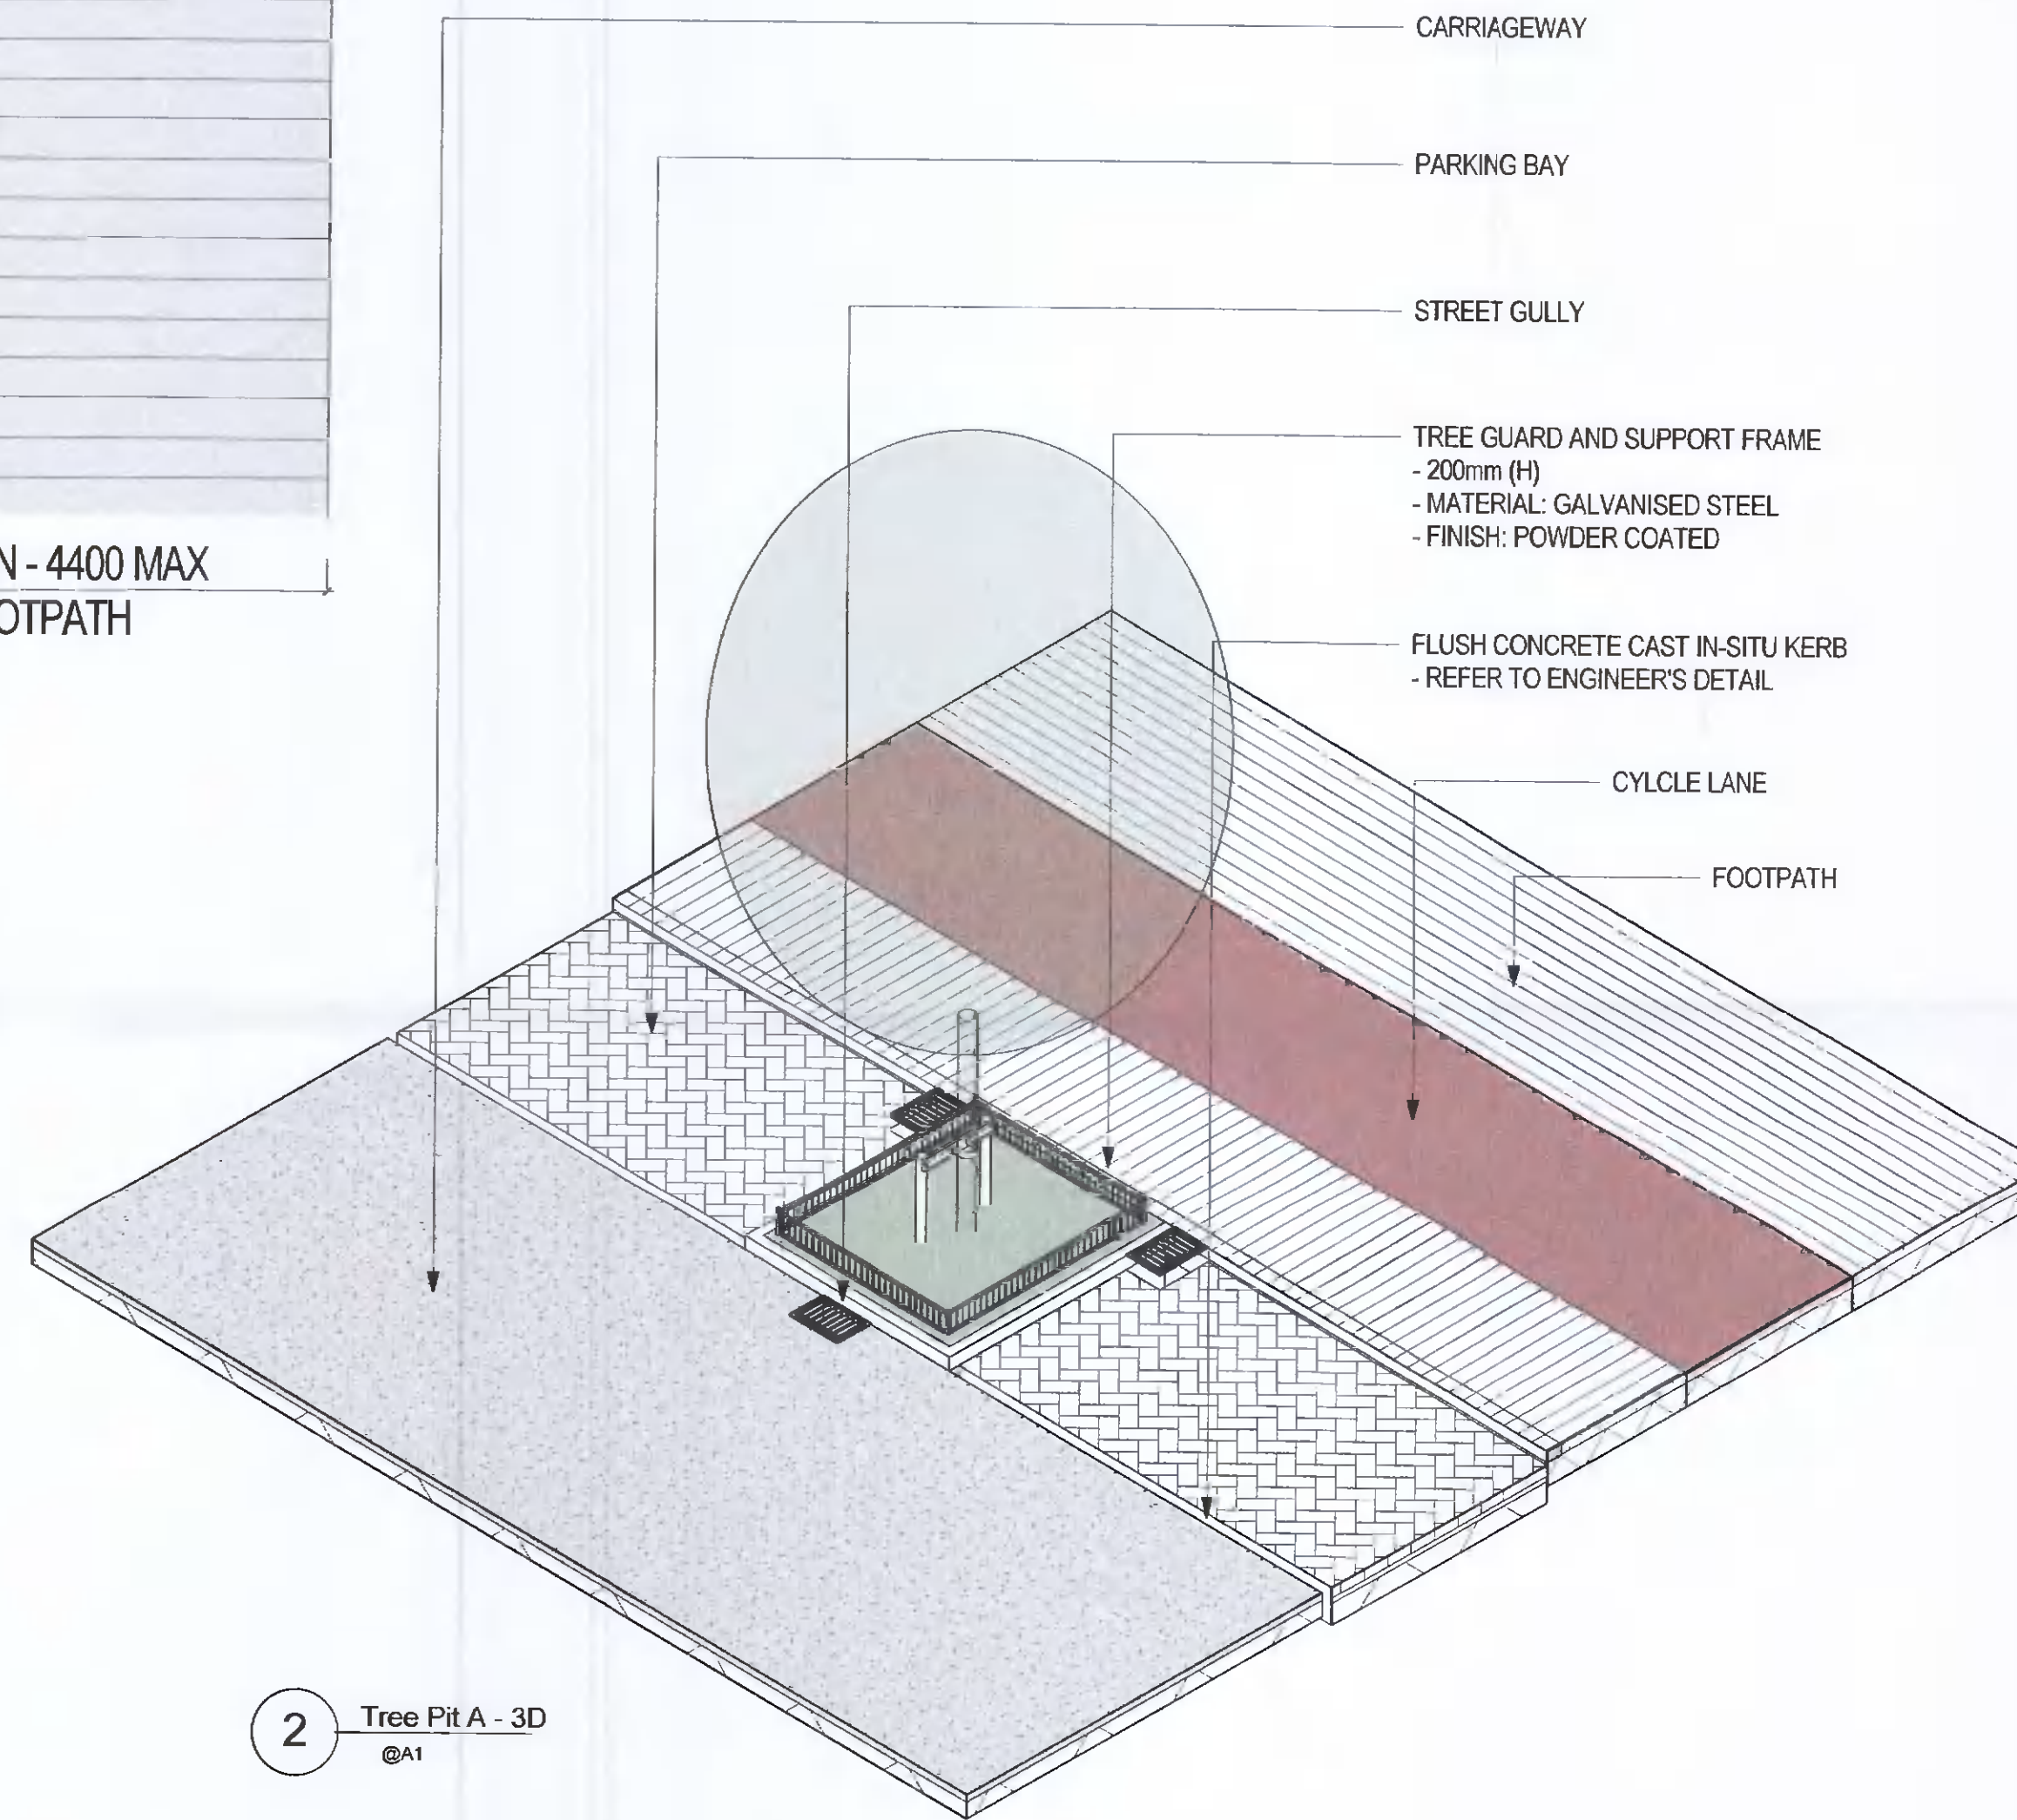 CARRIAGEWAY
PARKING BAY
STREET GULLY
TREE GUARD AND SUPPORT FRAME
- 200mm (H)
- MATERIAL: GALVANISED STEEL
- FINISH: POWDER COATED
N - 4400 MAX
OTPATH
FLUSH CONCRETE CAST IN-SITU KERB
- REFER TO ENGINEER'S DETAIL
CYLCLE LANE
FOOTPATH
2
Tree Pit A - 3D
@A1